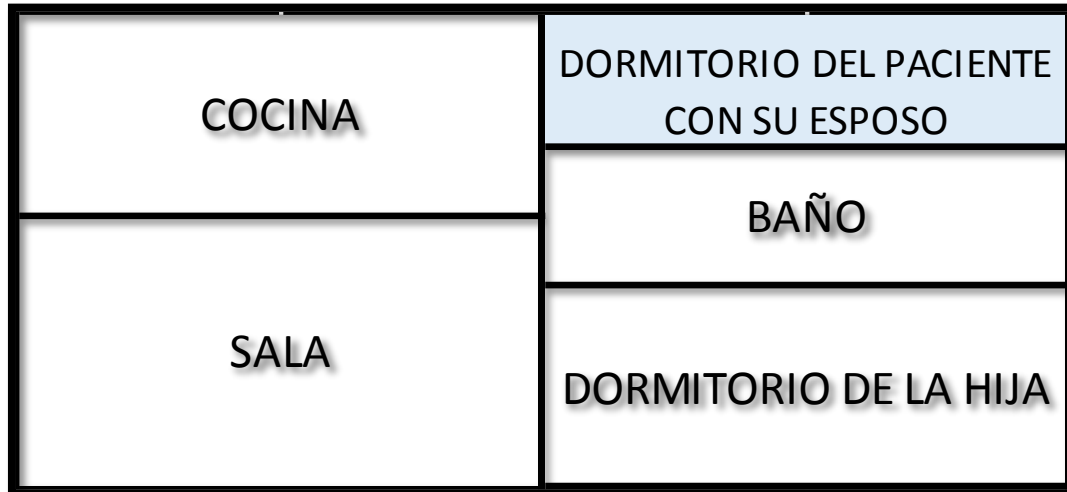 COCINA
DORMITORIO DEL PACIENTE
CON SU ESPOSO
BAÑO
SALA
DORMITORIO DE LA HIJA